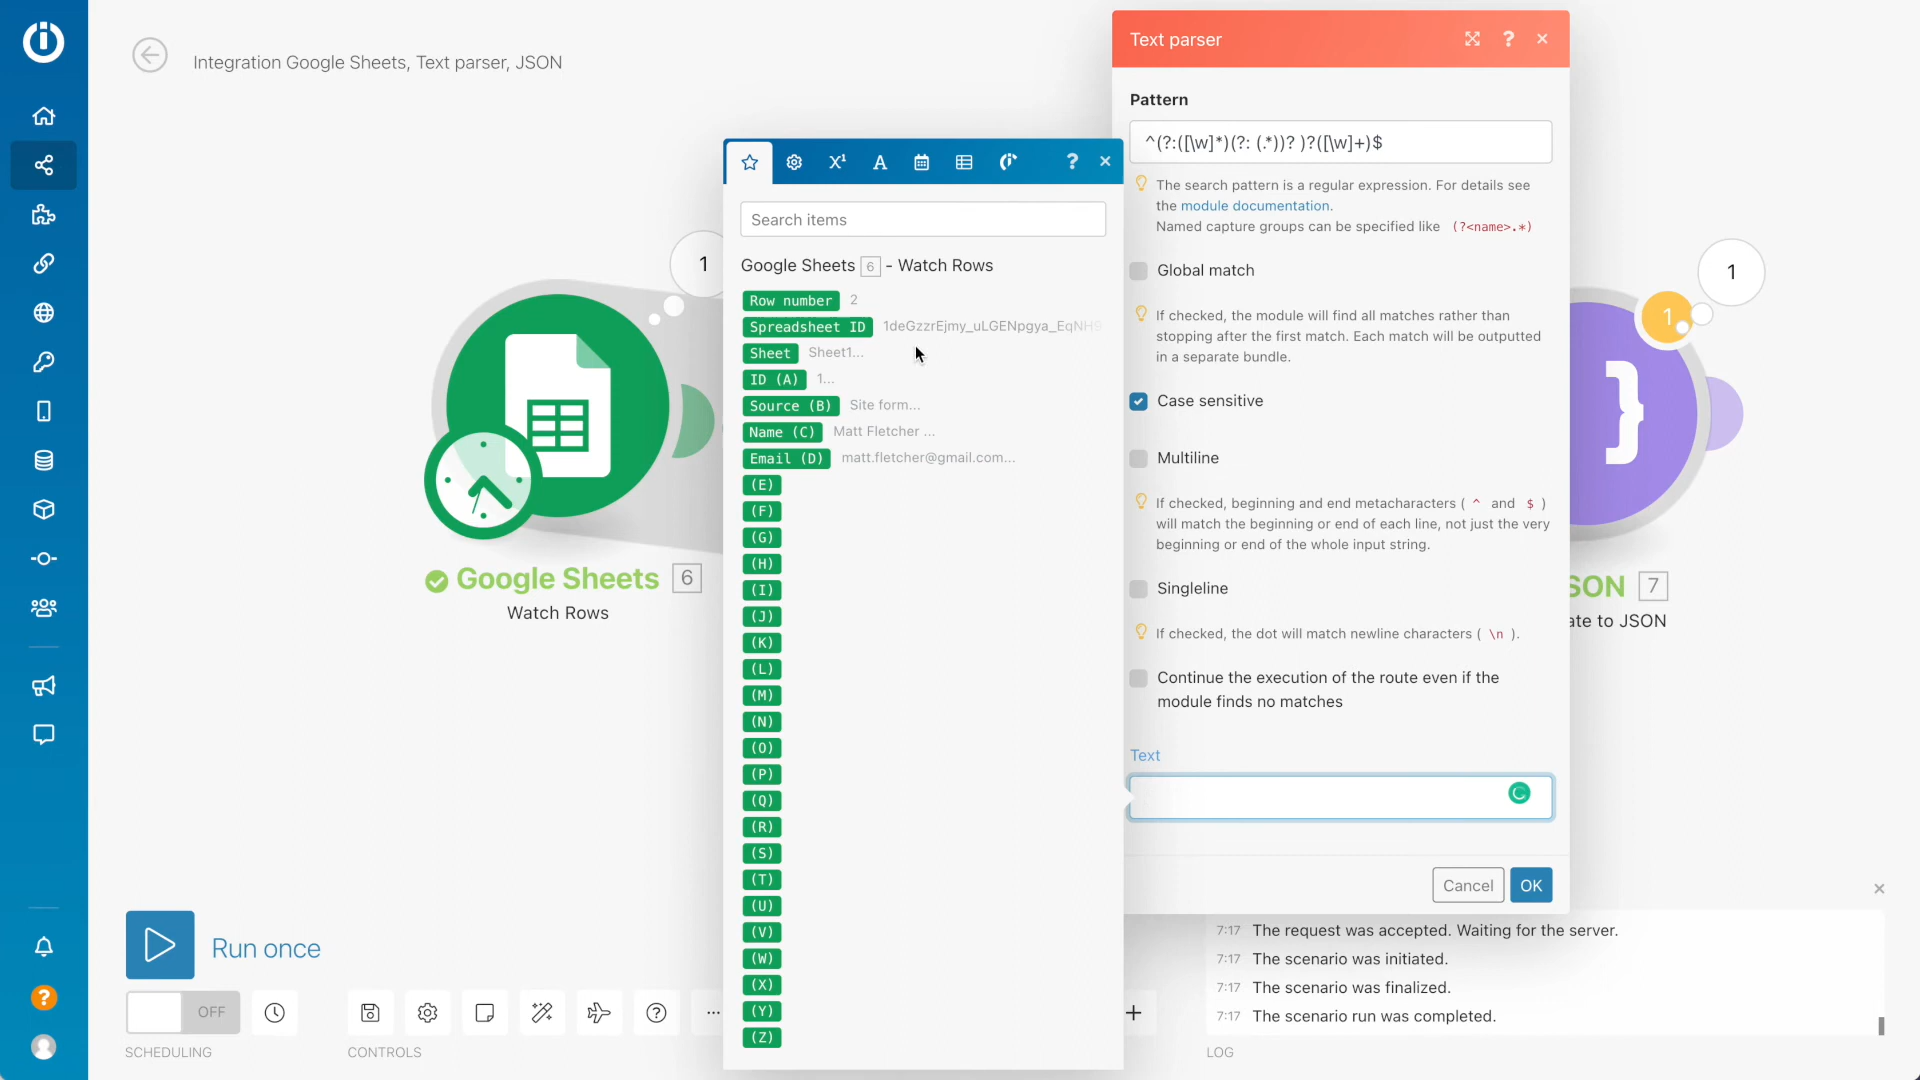 Integration Google Sheets, Text parser, JSON
1
Google Sheets 6
Watch Rows
Search items
Google Sheets 6 - Watch Rows
Row number 2
Spreadsheet ID 1deGzzrEjmy_uLGENpgya_EqNH9
Sheet Sheet1...
ID (A) 1...
Source (B) Site form...
Name (C) Matt Fletcher ...
Email (D) matt.fletcher@gmail.com...
(E)
(F)
(G)
(H)
(I)
(J)
(K)
(L)
(M)
(N)
(O)
(P)
(Q)
(R)
(S)
(T)
(U)
(V)
(W)
(X)
(Y)
(Z)
Text parser
Pattern
^(?:([\w]*)(?: (.*))? )?([\w]+)$
The search pattern is a regular expression. For details see
the module documentation.
Named capture groups can be specified like (?<name>.*)
Global match
If checked, the module will find all matches rather than
stopping after the first match. Each match will be outputted
in a separate bundle.
Case sensitive
Multiline
If checked, beginning and end metacharacters ( ^ and $ )
will match the beginning or end of each line, not just the very
beginning or end of the whole input string.
Singleline
If checked, the dot will match newline characters ( \n ).
Continue the execution of the route even if the
module finds no matches
Text
Cancel OK
1
1
SON 7
ate to JSON
Run once
OFF
SCHEDULING
CONTROLS
7:17 The request was accepted. Waiting for the server.
7:17 The scenario was initiated.
7:17 The scenario was finalized.
7:17 The scenario run was completed.
LOG